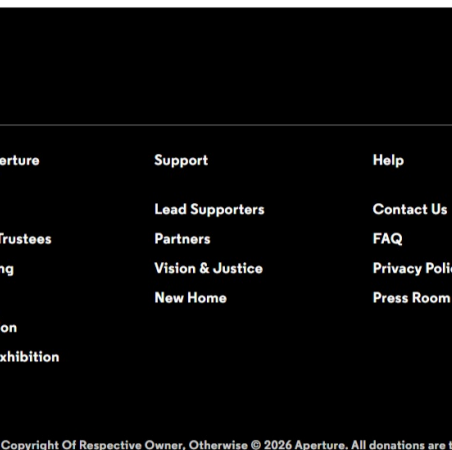 erture
Trustees
ng
on
xhibition
Support
Lead Supporters
Partners
Vision & Justice
New Home
Help
Contact Us
FAQ
Privacy Poli
Press Room
Copyright Of Respective Owner, Otherwise © 2026 Aperture. All donations are t